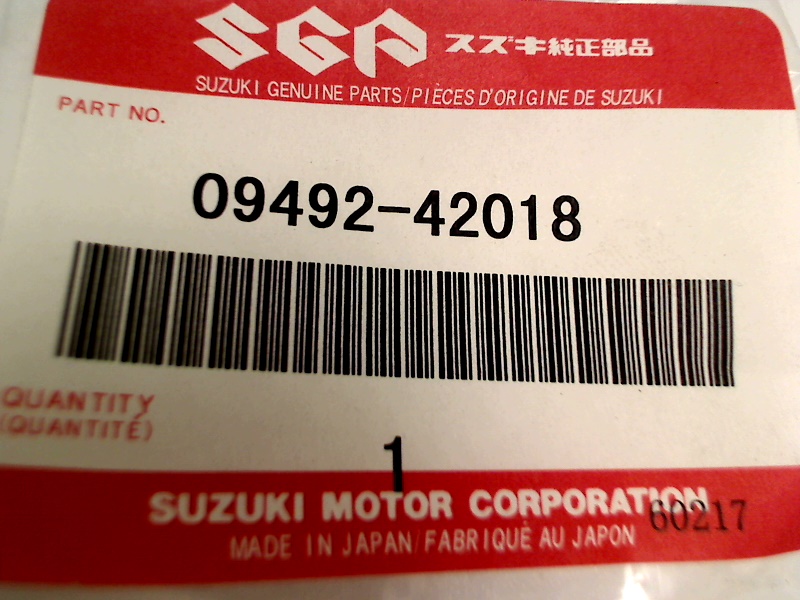 SGP スズキ純正部品
SUZUKI GENUINE PARTS/PIÈCES D'ORIGINE DE SUZUKI
PART NO.
09492-42018
QUANTITY
(QUANTITÉ)
1
SUZUKI MOTOR CORPORATION
60217
MADE IN JAPAN/FABRIQUÉ AU JAPON